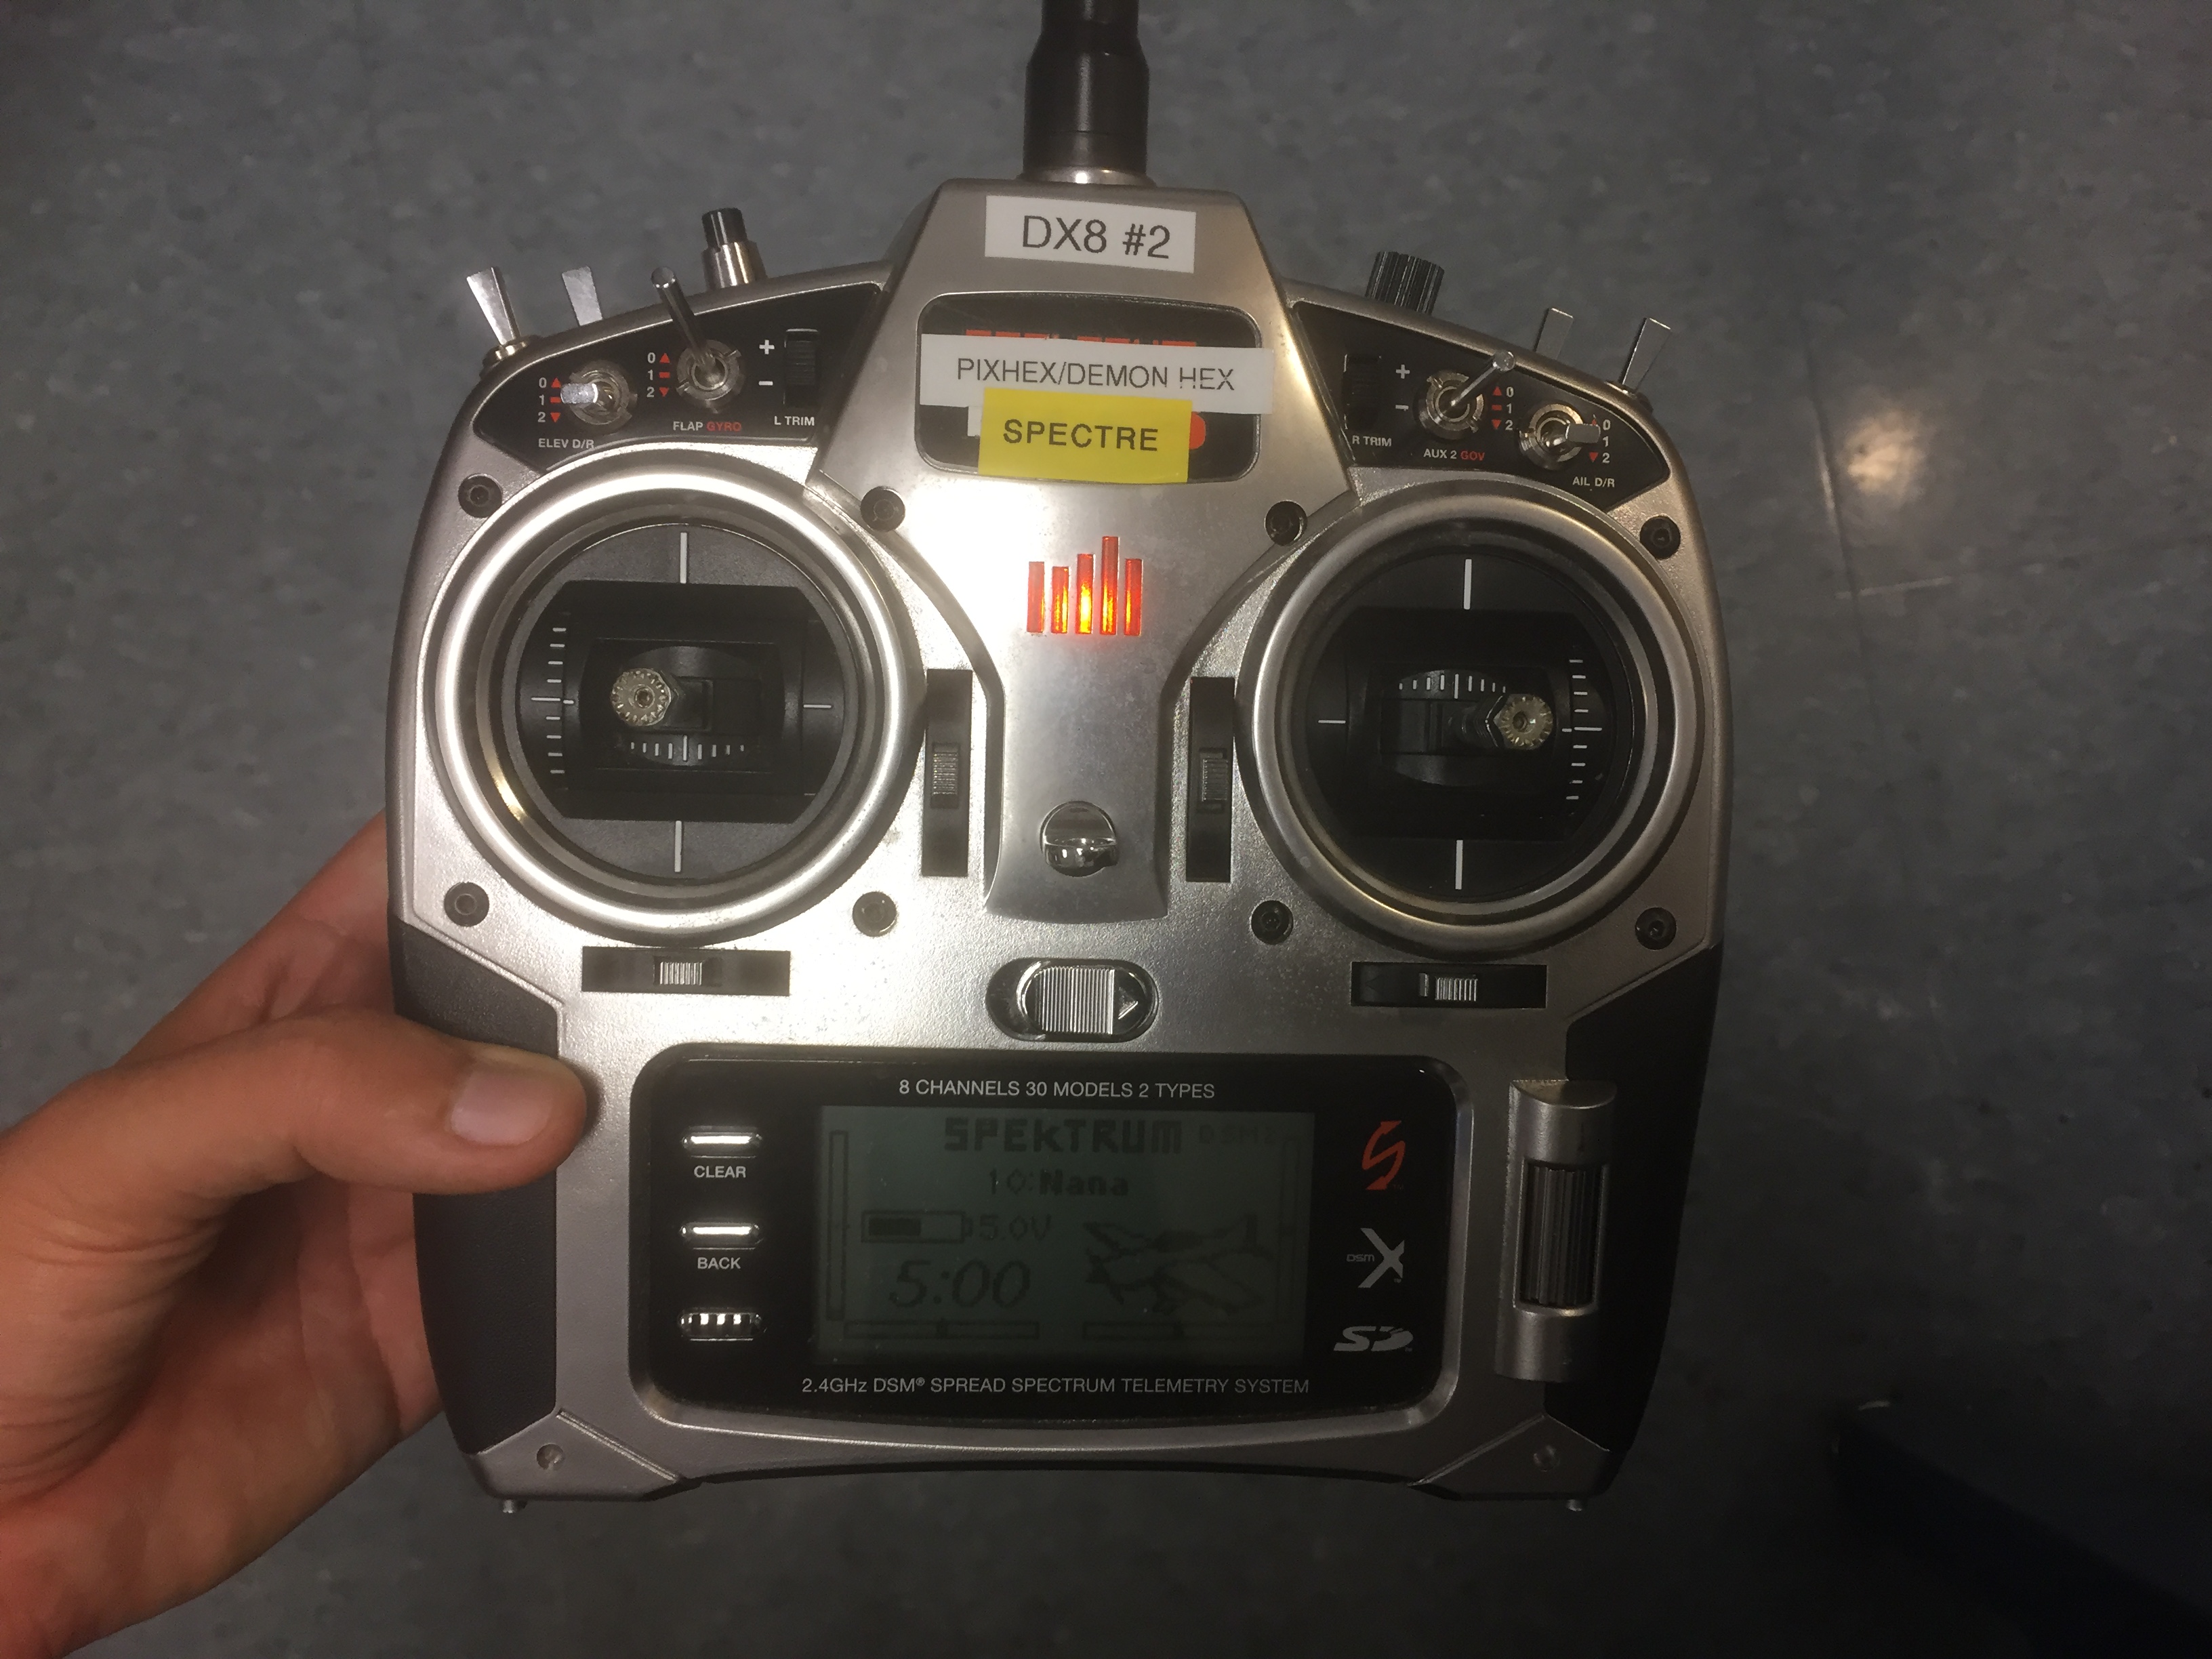 DX8 #2
PIXHEX/DEMON HEX
SPECTRE
0
1
2
ELEV D/R
0
1
2
FLAP GYRO
+
-
L TRIM
+
-
R TRIM
0
1
2
AUX 2 GOV
0
1
2
AIL D/R
8 CHANNELS 30 MODELS 2 TYPES
CLEAR
BACK
SPEKTRUM
10:Nana
5.0V
5:00
DSM X
SD
2.4GHz DSM® SPREAD SPECTRUM TELEMETRY SYSTEM